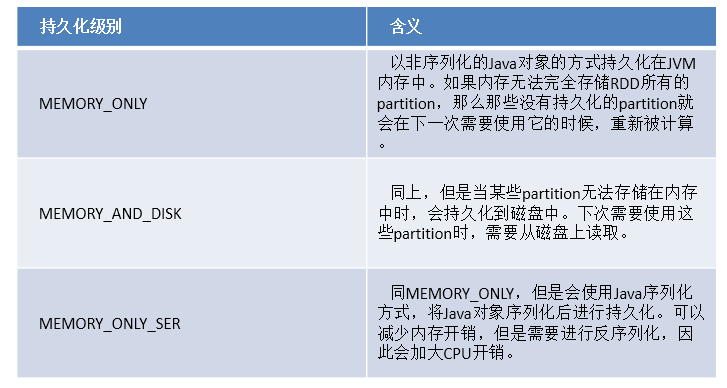 持久化级别
含义
MEMORY_ONLY
以非序列化的Java对象的方式持久化在JVM
内存中。如果内存无法完全存储RDD所有的
partition，那么那些没有持久化的partition就
会在下一次需要使用它的时候，重新被计算
。
MEMORY_AND_DISK
同上，但是当某些partition无法存储在内存
中时，会持久化到磁盘中。下次需要使用这
些partition时，需要从磁盘上读取。
MEMORY_ONLY_SER
同MEMORY_ONLY，但是会使用Java序列化
方式，将Java对象序列化后进行持久化。可以
减少内存开销，但是需要进行反序列化，因
此会加大CPU开销。